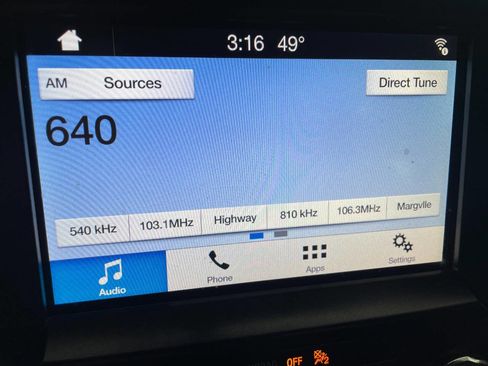 3:16 49°
AM Sources Direct Tune
640
540 kHz 103.1MHz Highway 810 kHz 106.3MHz Margvlle
Audio Phone Apps Settings
OFF